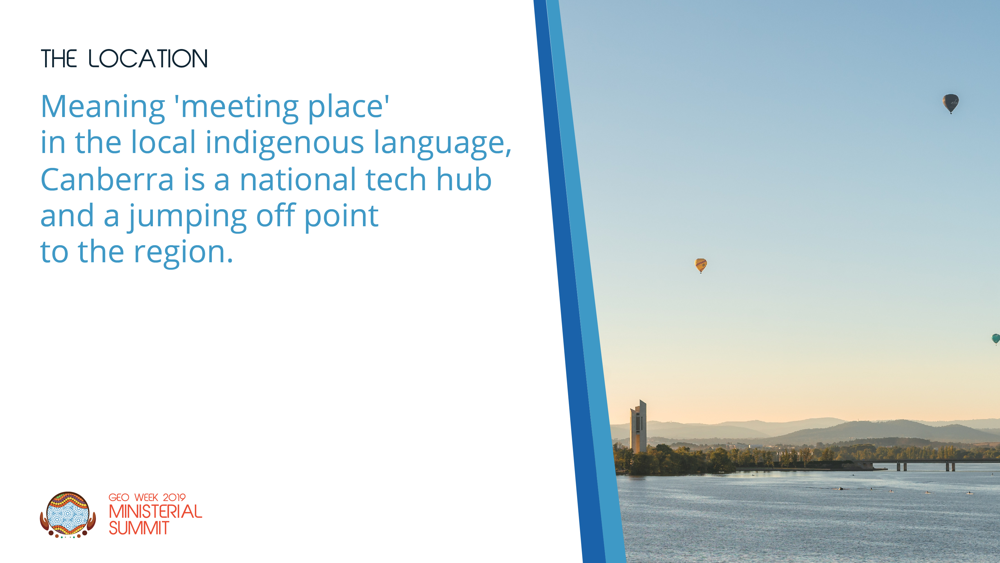 THE LOCATION
Meaning 'meeting place'
in the local indigenous language,
Canberra is a national tech hub
and a jumping off point
to the region.
GEO WEEK 2019
MINISTERIAL
SUMMIT